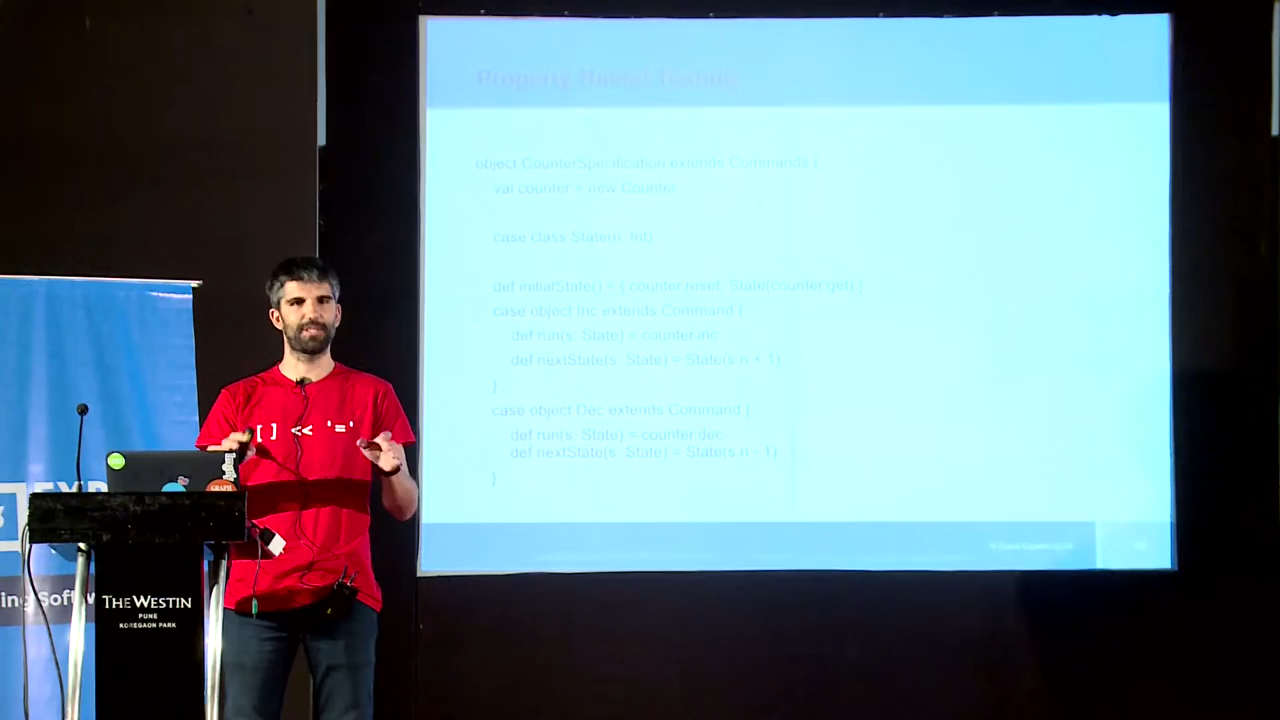 Property Based Testing
object CounterSpecification extends Commands {
val counter = new Counter
case class State(n: Int)
def initialState() = { counter.reset; State(counter.get) }
case object Inc extends Command {
def run(s: State) = counter.inc
def nextState(s: State) = State(s.n + 1)
}
case object Dec extends Command {
def run(s: State) = counter.dec
def nextState(s: State) = State(s.n - 1)
}
[ ] << '='
THE WESTIN
PUNE
KOREGAON PARK